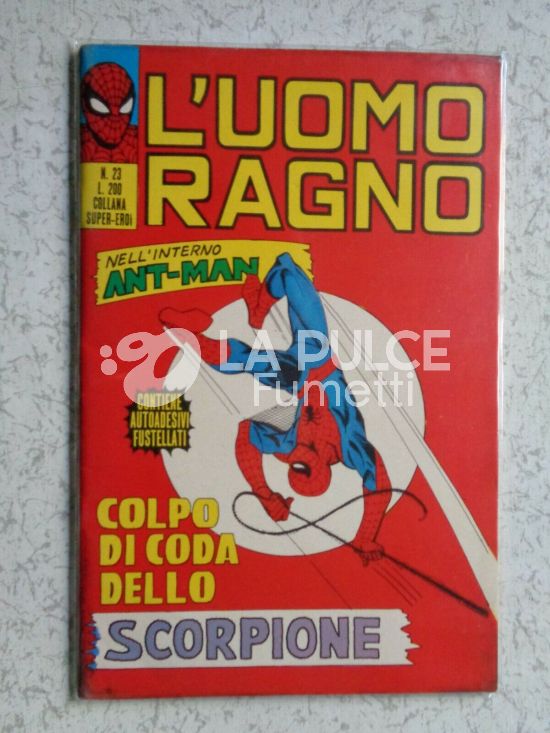 L'UOMO
RAGNO
N. 23
L. 200
COLLANA
SUPER-EROI
NELL'INTERNO
ANT-MAN
LA PULCE
Fumetti
CONTIENE
AUTOADESIVI
FUSTELLATI
COLPO
DI CODA
DELLO
SCORPIONE